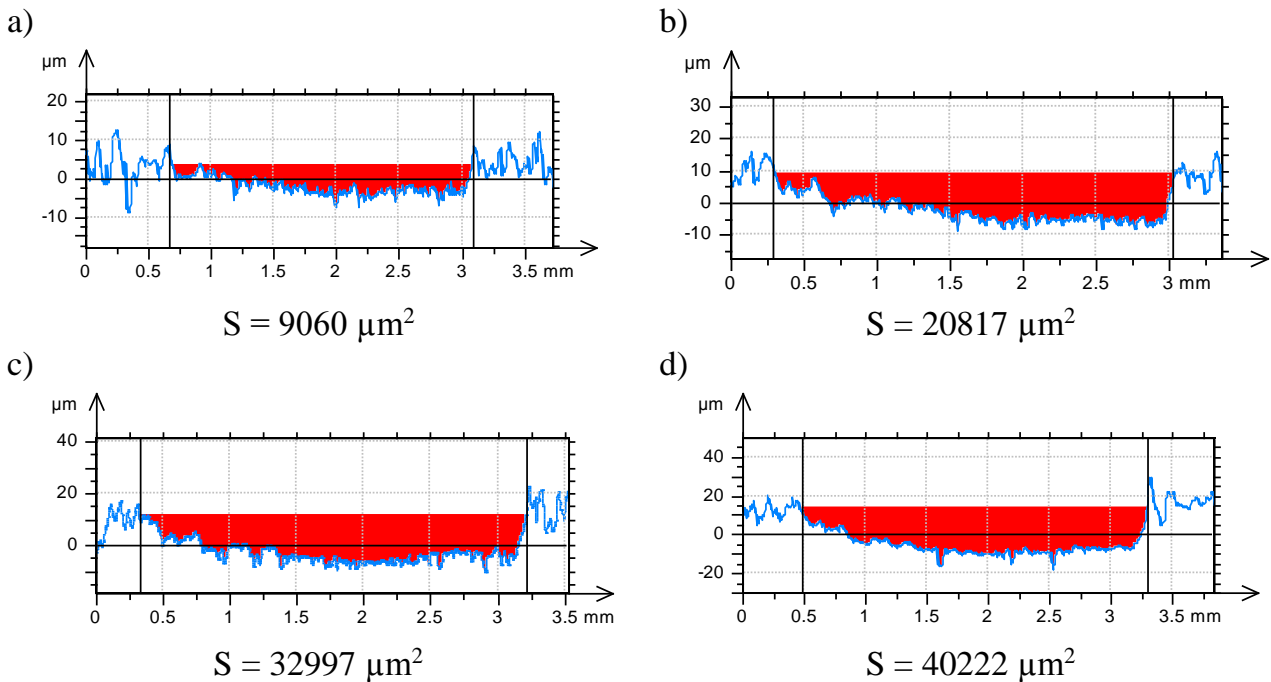 a)
µm
20
10
0
-10
0 0.5 1 1.5 2 2.5 3 3.5 mm
S = 9060 µm²
b)
µm
30
20
10
0
-10
0 0.5 1 1.5 2 2.5 3 mm
S = 20817 µm²
c)
µm
40
20
0
0 0.5 1 1.5 2 2.5 3 3.5 mm
S = 32997 µm²
d)
µm
40
20
0
-20
0 0.5 1 1.5 2 2.5 3 3.5 mm
S = 40222 µm²